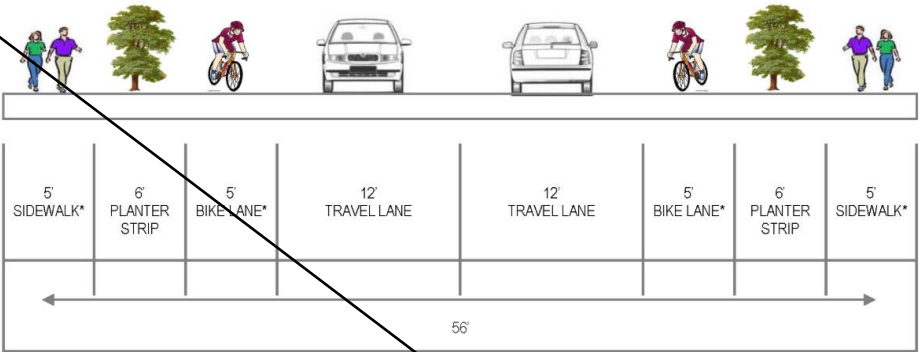 5'
SIDEWALK*
6'
PLANTER
STRIP
5'
BIKE LANE*
12'
TRAVEL LANE
12'
TRAVEL LANE
5'
BIKE LANE*
6'
PLANTER
STRIP
5'
SIDEWALK*
56'